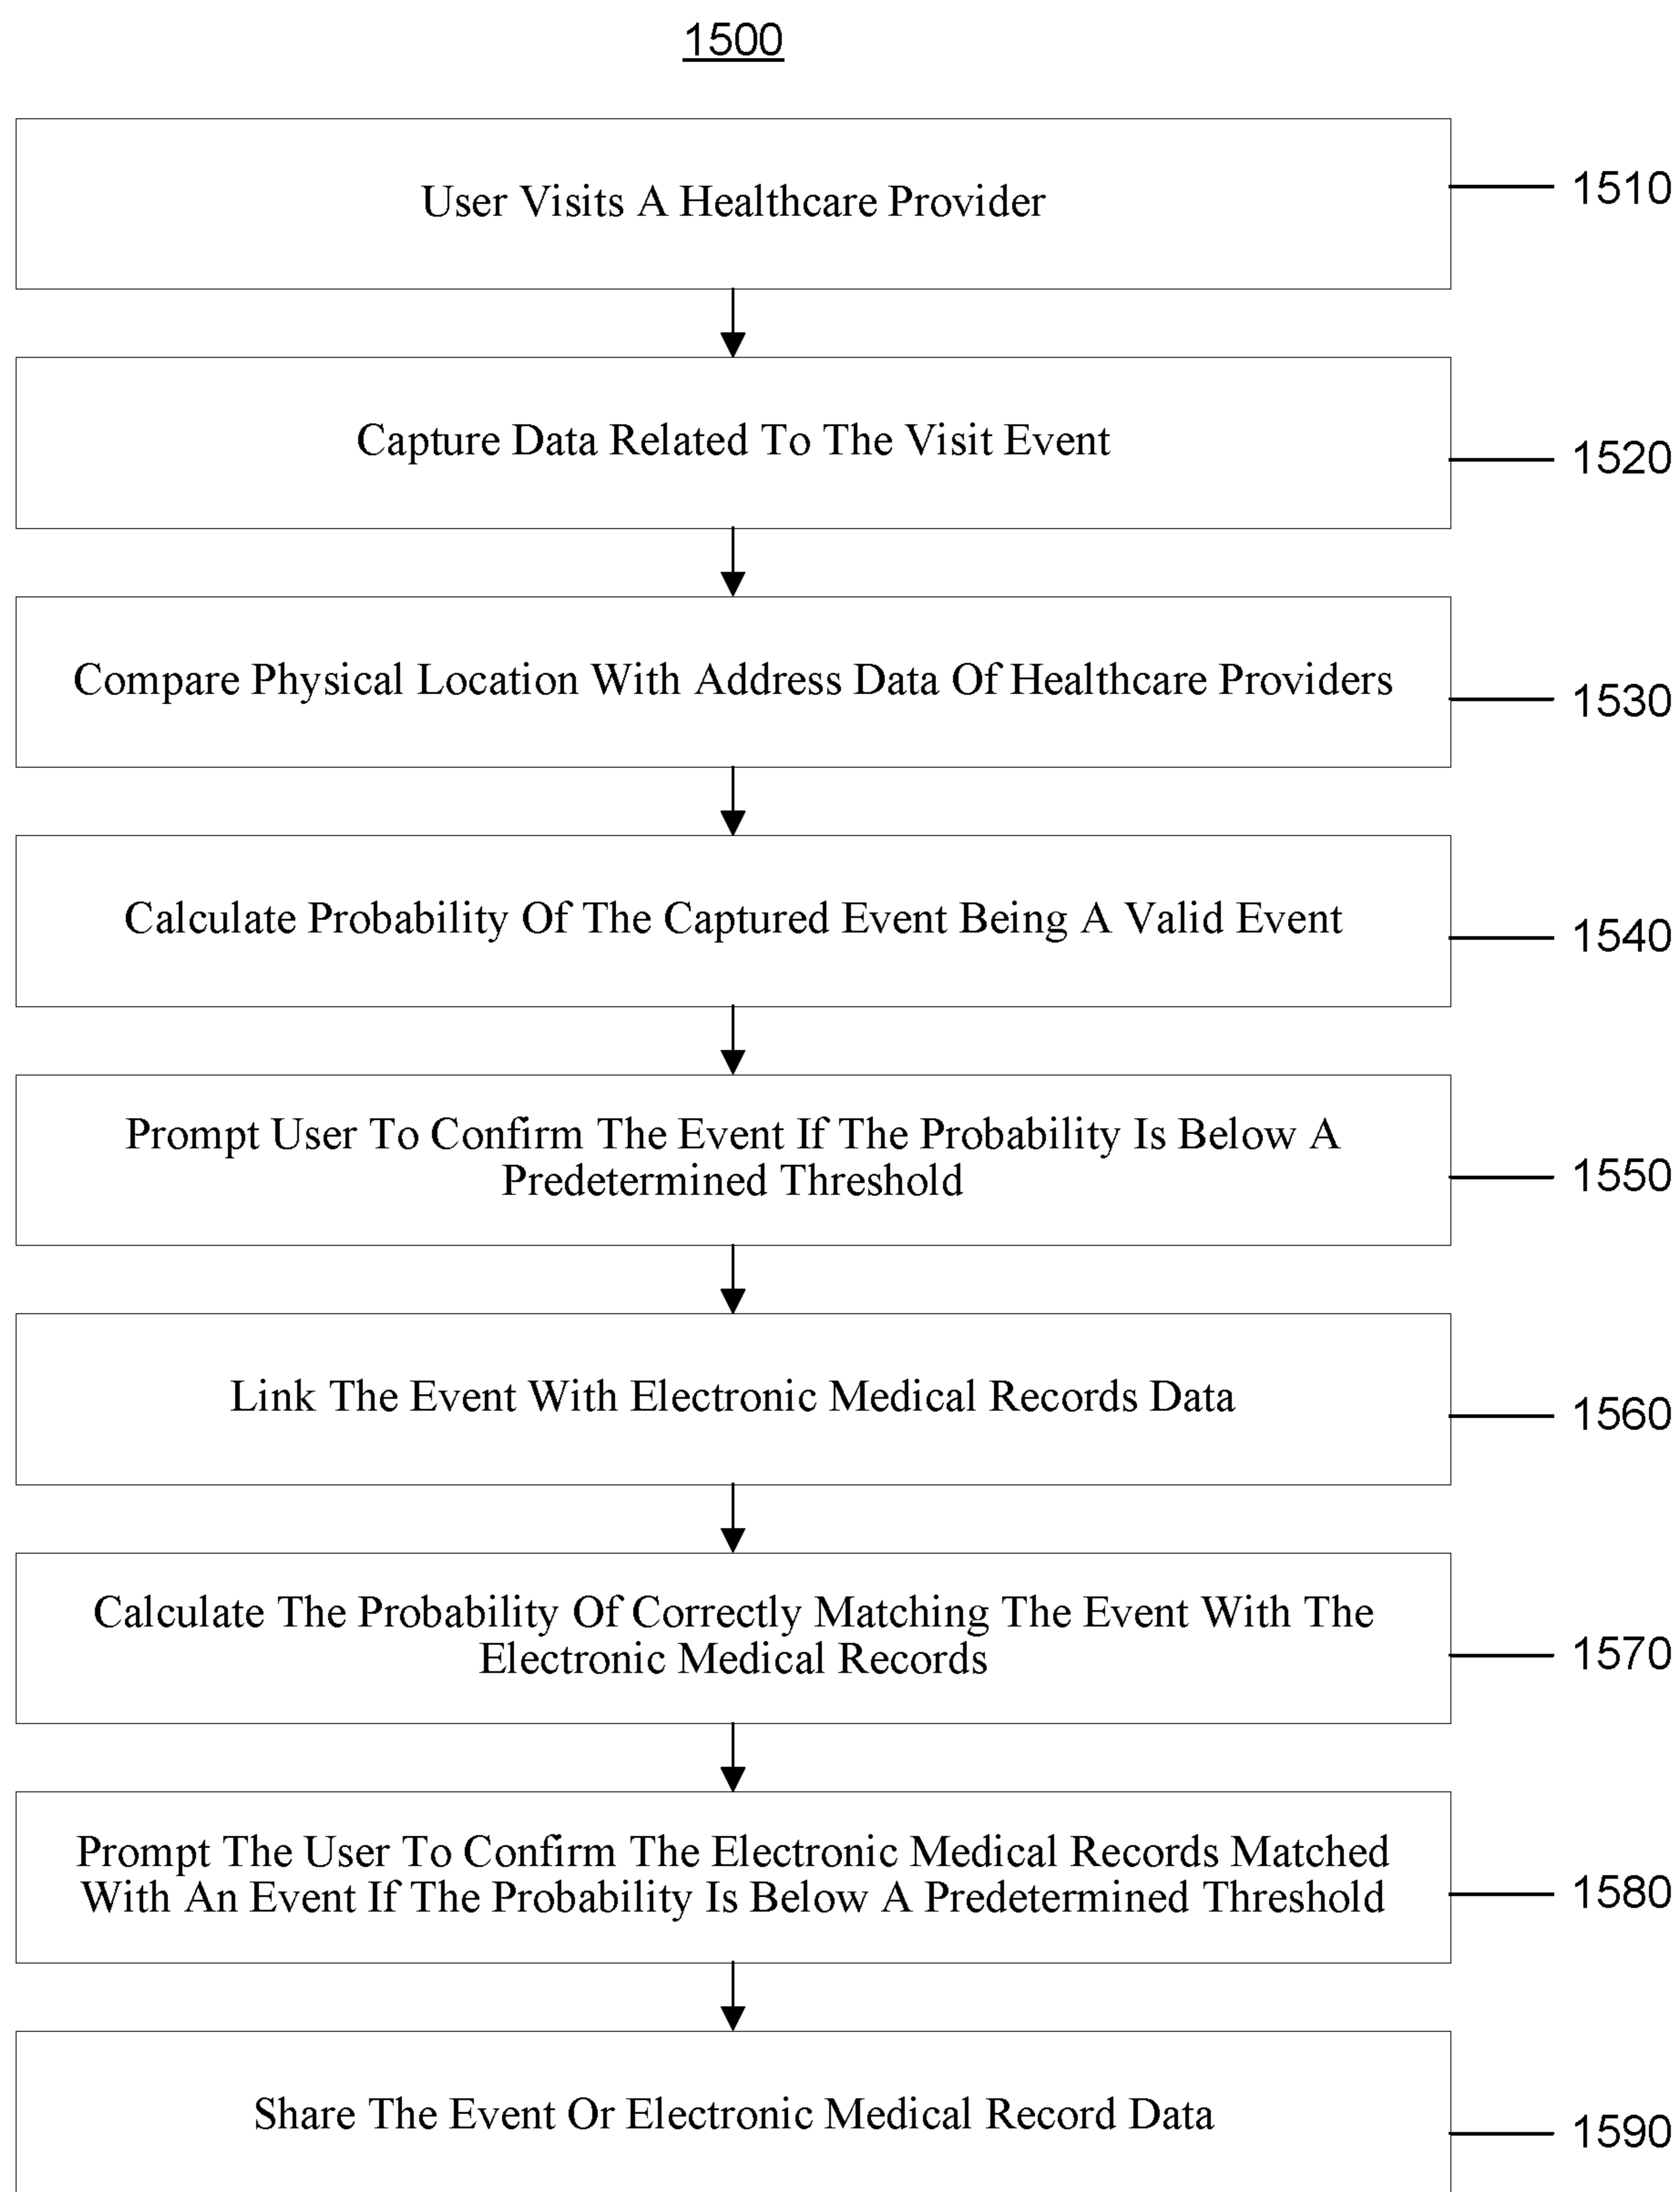 1500
User Visits A Healthcare Provider
1510
Capture Data Related To The Visit Event
1520
Compare Physical Location With Address Data Of Healthcare Providers
1530
Calculate Probability Of The Captured Event Being A Valid Event
1540
Prompt User To Confirm The Event If The Probability Is Below A
Predetermined Threshold
1550
Link The Event With Electronic Medical Records Data
1560
Calculate The Probability Of Correctly Matching The Event With The
Electronic Medical Records
1570
Prompt The User To Confirm The Electronic Medical Records Matched
With An Event If The Probability Is Below A Predetermined Threshold
1580
Share The Event Or Electronic Medical Record Data
1590